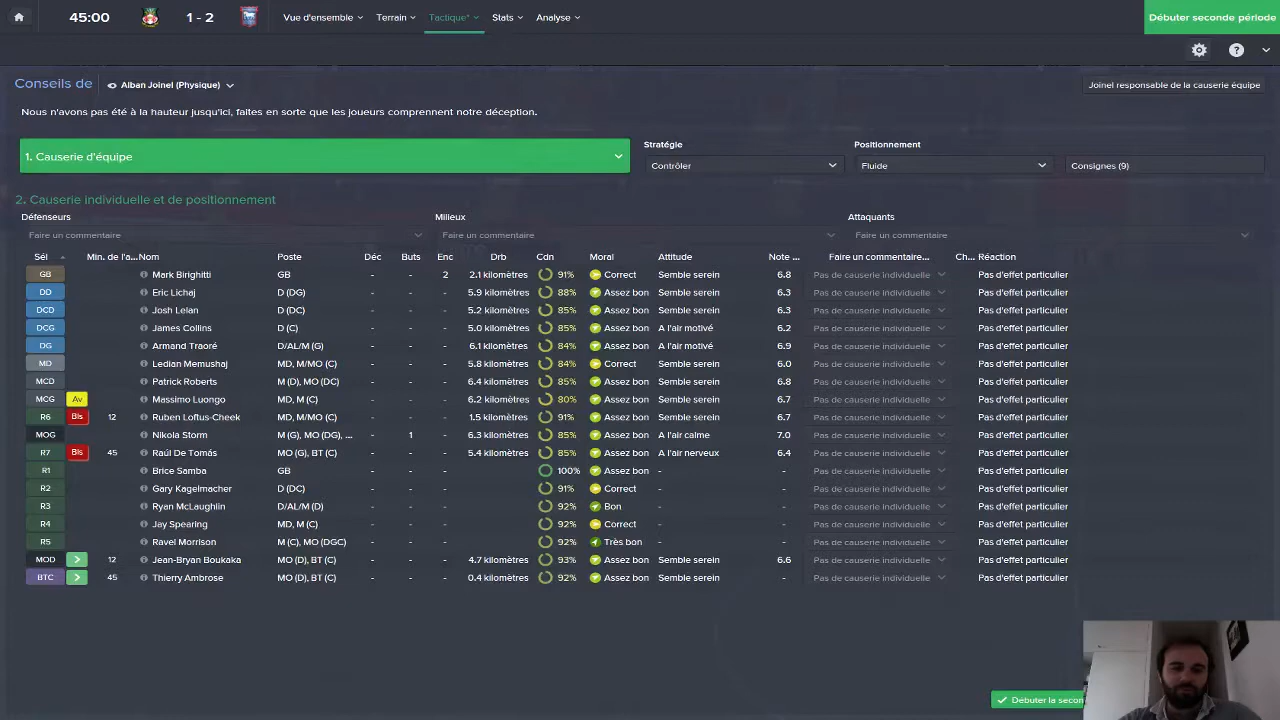 45:00 1 - 2 Vue d'ensemble Terrain Tactique* Stats Analyse Débuter seconde période
Conseils de Alban Joinel (Physique) Joinel responsable de la causerie équipe
Nous n'avons pas été à la hauteur jusqu'ici, faites en sorte que les joueurs comprennent notre déception.
Stratégie Positionnement
1. Causerie d'équipe Contrôler Fluide Consignes (9)
2. Causerie individuelle et de positionnement
Défenseurs Milieux Attaquants
Faire un commentaire Faire un commentaire Faire un commentaire
Sél Min. de l'a... Nom Poste Déc Buts Enc Drb Cdn Moral Attitude Note ... Faire un commentaire... Ch... Réaction
GB Mark Birighitti GB - - 2 2.1 kilomètres 91% Correct Semble serein 6.8 Pas de causerie individuelle Pas d'effet particulier
DD Eric Lichaj D (DG) - - - 5.9 kilomètres 88% Assez bon Semble serein 6.3 Pas de causerie individuelle Pas d'effet particulier
DCD Josh Lelan D (DC) - - - 5.2 kilomètres 85% Assez bon Semble serein 6.3 Pas de causerie individuelle Pas d'effet particulier
DCG James Collins D (C) - - - 5.0 kilomètres 85% Assez bon A l'air motivé 6.2 Pas de causerie individuelle Pas d'effet particulier
DG Armand Traoré D/AL/M (G) - - - 6.1 kilomètres 84% Assez bon A l'air motivé 6.9 Pas de causerie individuelle Pas d'effet particulier
MD Ledian Memushaj MD, M/MO (C) - - - 5.8 kilomètres 84% Correct Semble serein 6.0 Pas de causerie individuelle Pas d'effet particulier
MCD Patrick Roberts M (D), MO (DC) - - - 6.4 kilomètres 85% Assez bon Semble serein 6.8 Pas de causerie individuelle Pas d'effet particulier
MCG Av Massimo Luongo MD, M (C) - - - 6.2 kilomètres 80% Assez bon Semble serein 6.7 Pas de causerie individuelle Pas d'effet particulier
R6 Bls 12 Ruben Loftus-Cheek MD, M/MO (C) - - - 1.5 kilomètres 91% Assez bon Semble serein 6.7 Pas de causerie individuelle Pas d'effet particulier
MOG Nikola Storm M (G), MO (DG), ... - 1 - 6.3 kilomètres 85% Assez bon A l'air calme 7.0 Pas de causerie individuelle Pas d'effet particulier
R7 Bls 45 Raúl De Tomás MO (G), BT (C) - - - 5.4 kilomètres 85% Assez bon A l'air nerveux 6.4 Pas de causerie individuelle Pas d'effet particulier
R1 Brice Samba GB - - - 100% Assez bon - - Pas de causerie individuelle Pas d'effet particulier
R2 Gary Kagelmacher D (DC) - - - 91% Correct - - Pas de causerie individuelle Pas d'effet particulier
R3 Ryan McLaughlin D/AL/M (D) - - - 92% Bon - - Pas de causerie individuelle Pas d'effet particulier
R4 Jay Spearing MD, M (C) - - - 92% Correct - - Pas de causerie individuelle Pas d'effet particulier
R5 Ravel Morrison M (C), MO (DGC) - - - 92% Très bon - - Pas de causerie individuelle Pas d'effet particulier
MOD 12 Jean-Bryan Boukaka MO (D), BT (C) - - - 4.7 kilomètres 93% Assez bon Semble serein 6.6 Pas de causerie individuelle Pas d'effet particulier
BTC 45 Thierry Ambrose MO (D), BT (C) - - - 0.4 kilomètres 92% Assez bon Semble serein - Pas de causerie individuelle Pas d'effet particulier
Débuter la secon